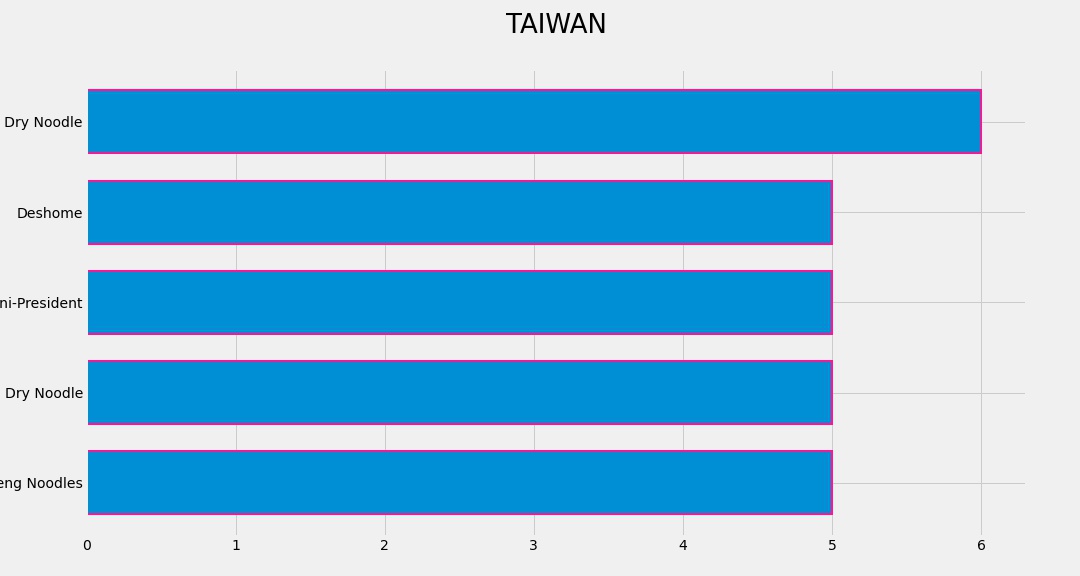 TAIWAN
Dry Noodle
Deshome
ni-President
Dry Noodle
eng Noodles
0 1 2 3 4 5 6